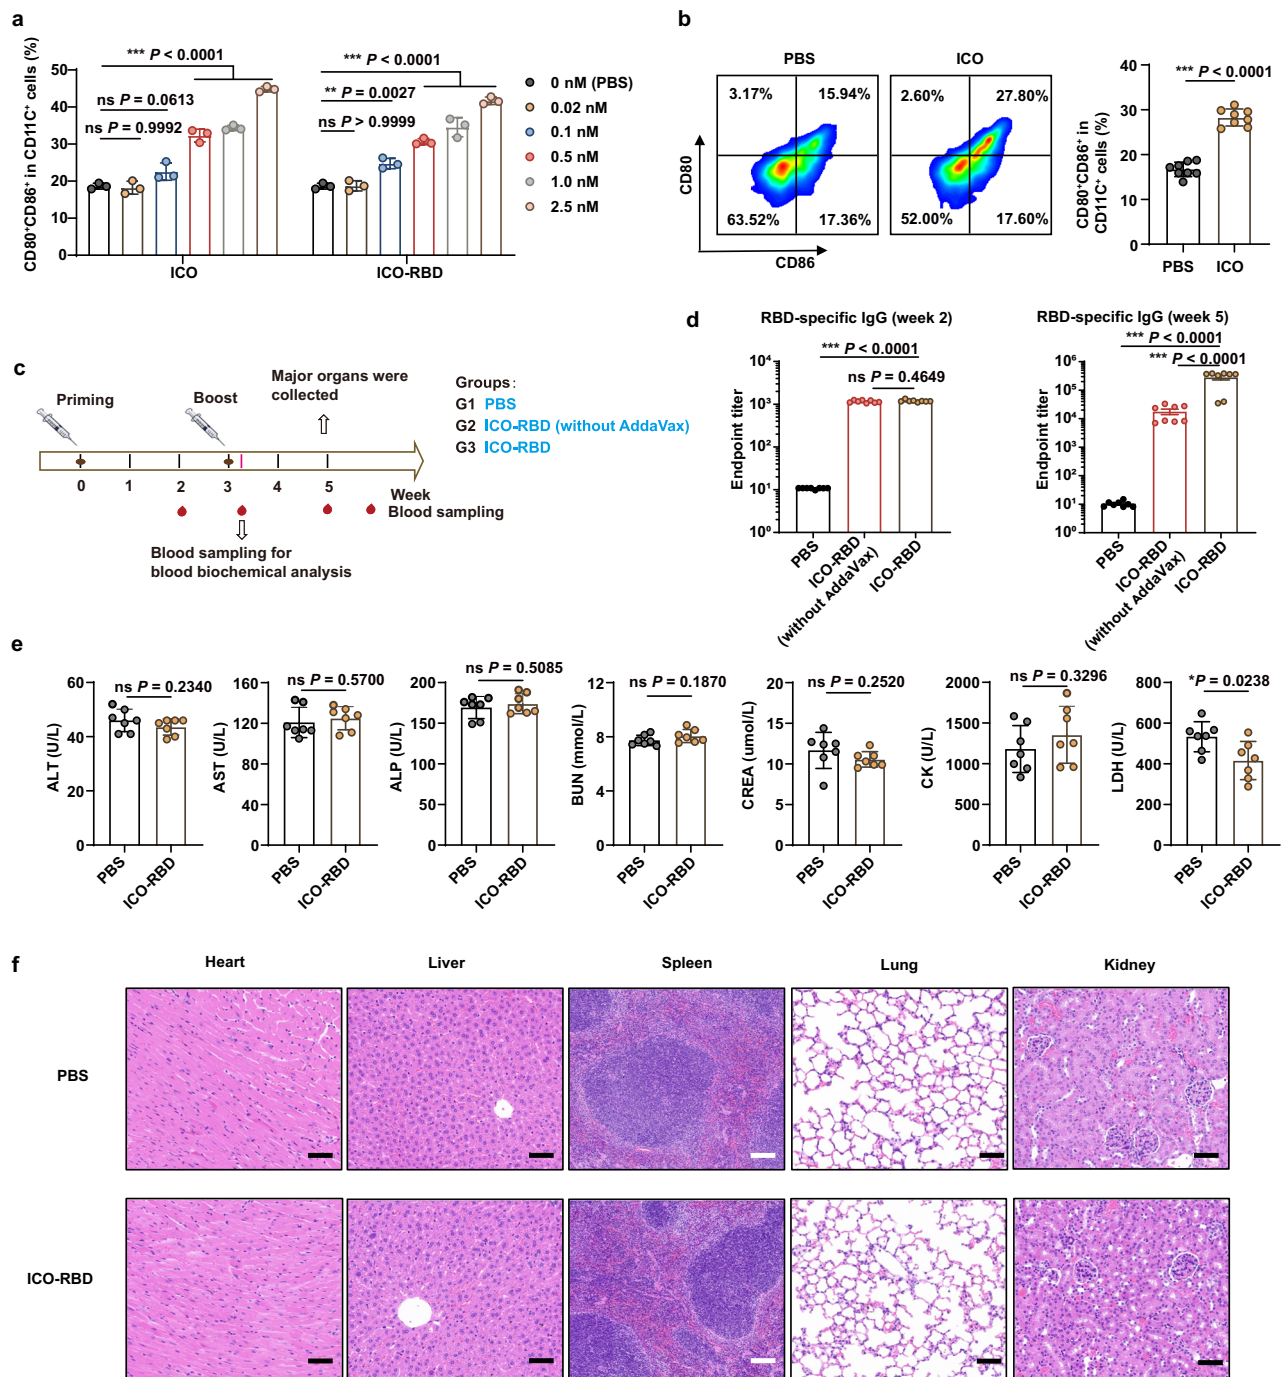 a
CD80⁺CD86⁺ in CD11C⁺ cells (%)
50
40
30
20
10
0
*** P < 0.0001
ns P = 0.0613
ns P = 0.9992
*** P < 0.0001
** P = 0.0027
ns P > 0.9999
ICO
ICO-RBD
0 nM (PBS)
0.02 nM
0.1 nM
0.5 nM
1.0 nM
2.5 nM
b
PBS
ICO
3.17%
15.94%
63.52%
17.36%
2.60%
27.80%
52.00%
17.60%
CD80
CD86
CD80⁺CD86⁺ in
CD11C⁺ cells (%)
40
30
20
10
0
*** P < 0.0001
PBS
ICO
c
Priming
Boost
Major organs were
collected
0
1
2
3
4
5
Week
Blood sampling
Blood sampling for
blood biochemical analysis
Groups:
G1 PBS
G2 ICO-RBD (without AddaVax)
G3 ICO-RBD
d
RBD-specific IgG (week 2)
*** P < 0.0001
ns P = 0.4649
Endpoint titer
10⁴
10³
10²
10¹
10⁰
PBS
ICO-RBD
(without AddaVax)
ICO-RBD
RBD-specific IgG (week 5)
*** P < 0.0001
*** P < 0.0001
Endpoint titer
10⁶
10⁵
10⁴
10³
10²
10¹
10⁰
PBS
ICO-RBD
(without AddaVax)
ICO-RBD
e
ns P = 0.2340
ALT (U/L)
60
40
20
0
PBS
ICO-RBD
ns P = 0.5700
AST (U/L)
160
120
80
40
0
PBS
ICO-RBD
ns P = 0.5085
ALP (U/L)
200
150
100
50
0
PBS
ICO-RBD
ns P = 0.1870
BUN (mmol/L)
12
8
4
0
PBS
ICO-RBD
ns P = 0.2520
CREA (umol/L)
20
15
10
5
0
PBS
ICO-RBD
ns P = 0.3296
CK (U/L)
2000
1500
1000
500
0
PBS
ICO-RBD
*P = 0.0238
LDH (U/L)
800
600
400
200
0
PBS
ICO-RBD
f
Heart
Liver
Spleen
Lung
Kidney
PBS
ICO-RBD